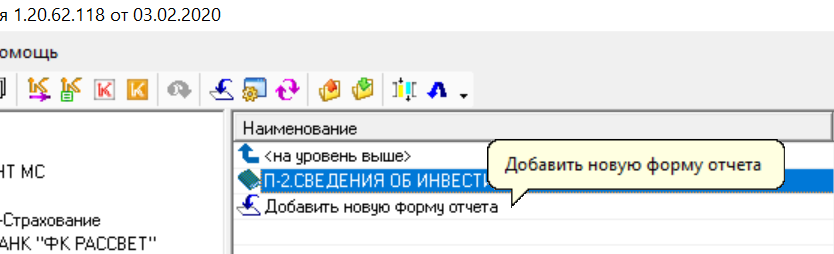 я 1.20.62.118 от 03.02.2020
омощь
Наименование
<на уровень выше>
Добавить новую форму отчета
НТ МС
П-2.СВЕДЕНИЯ ОБ ИНВЕСТИ
Добавить новую форму отчета
-Страхование
АНК "ФК РАССВЕТ"